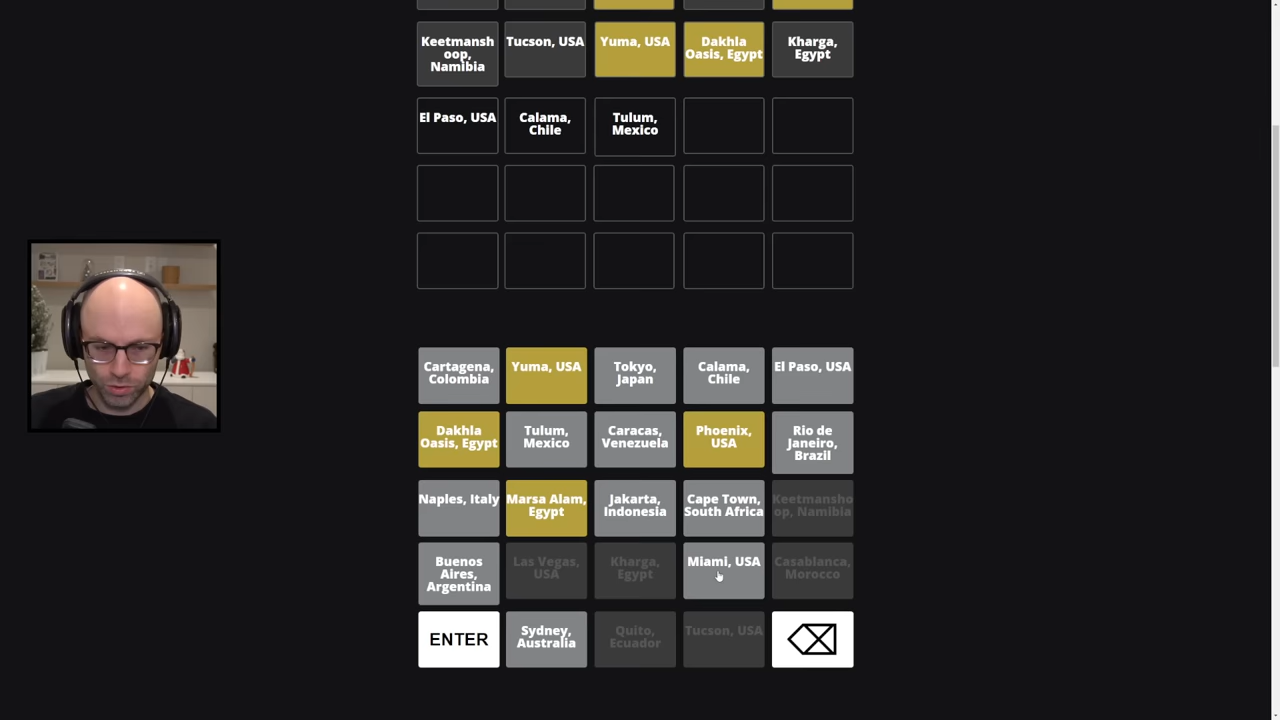 Keetmansh
oop,
Namibia
Tucson, USA
Yuma, USA
Dakhla
Oasis, Egypt
Kharga,
Egypt
El Paso, USA
Calama,
Chile
Tulum,
Mexico
Cartagena,
Colombia
Yuma, USA
Tokyo,
Japan
Calama,
Chile
El Paso, USA
Dakhla
Oasis, Egypt
Tulum,
Mexico
Caracas,
Venezuela
Phoenix,
USA
Rio de
Janeiro,
Brazil
Naples, Italy
Marsa Alam,
Egypt
Jakarta,
Indonesia
Cape Town,
South Africa
Keetmansho
op, Namibia
Buenos
Aires,
Argentina
Las Vegas,
USA
Kharga,
Egypt
Miami, USA
Casablanca,
Morocco
ENTER
Sydney,
Australia
Quito,
Ecuador
Tucson, USA